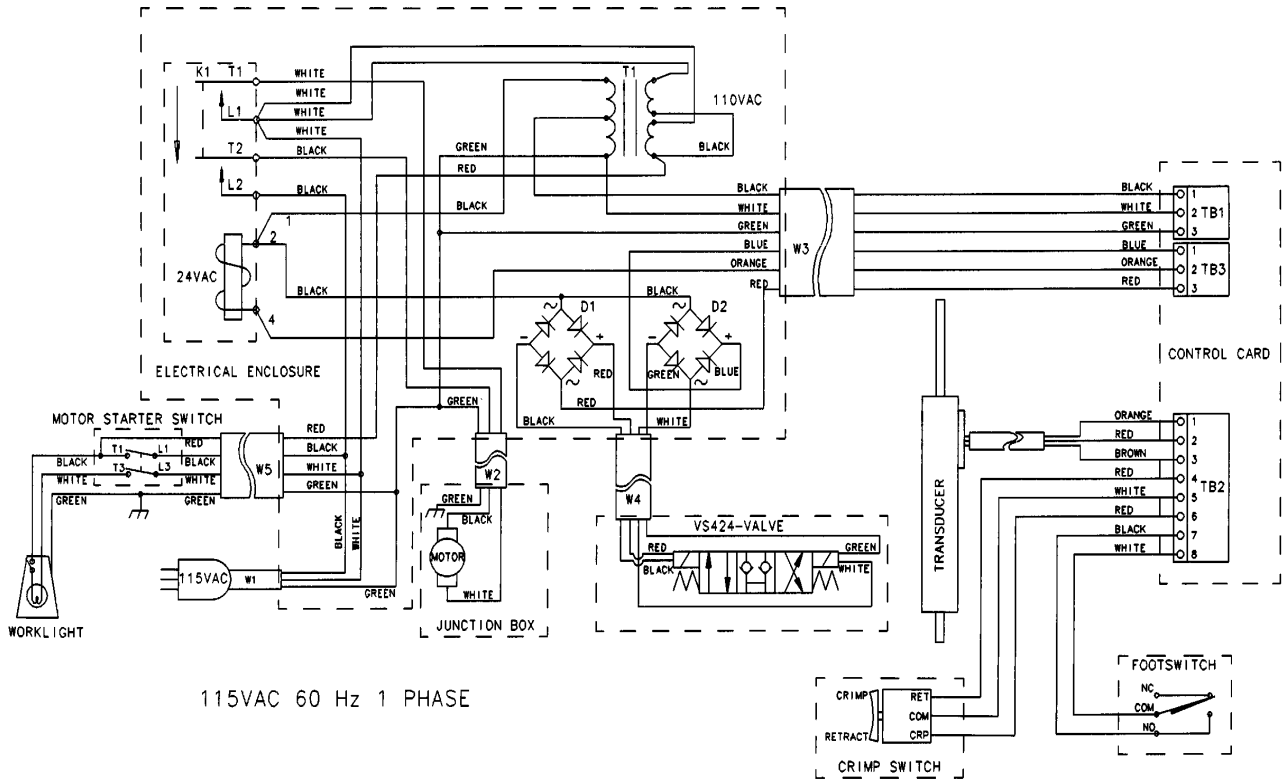 K1 T1
WHITE
WHITE
L1
WHITE
WHITE
T2
BLACK
L2
BLACK
1
2
24VAC
4
BLACK
BLACK
T1
110VAC
BLACK
GREEN
RED
BLACK
WHITE
GREEN
BLUE
ORANGE
RED
W3
BLACK
WHITE
GREEN
BLUE
ORANGE
RED
1
2
3
TB1
1
2
3
TB3
BLACK
D1
D2
~
~
~
~
-
+
-
+
RED
GREEN
BLUE
RED
BLACK
WHITE
ELECTRICAL ENCLOSURE
CONTROL CARD
MOTOR STARTER SWITCH
T1
L1
T3
L3
BLACK
WHITE
GREEN
RED
BLACK
WHITE
GREEN
W5
RED
BLACK
WHITE
GREEN
GREEN
W2
W4
BLACK
WHITE
115VAC
W1
GREEN
WORKLIGHT
GREEN
BLACK
MOTOR
WHITE
JUNCTION BOX
VS424-VALVE
RED
BLACK
GREEN
WHITE
TRANSDUCER
ORANGE
RED
BROWN
RED
WHITE
RED
BLACK
WHITE
1
2
3
4
5
6
7
8
TB2
115VAC 60 Hz 1 PHASE
CRIMP
RETRACT
RET
COM
CRP
CRIMP SWITCH
FOOTSWITCH
NC
COM
NO